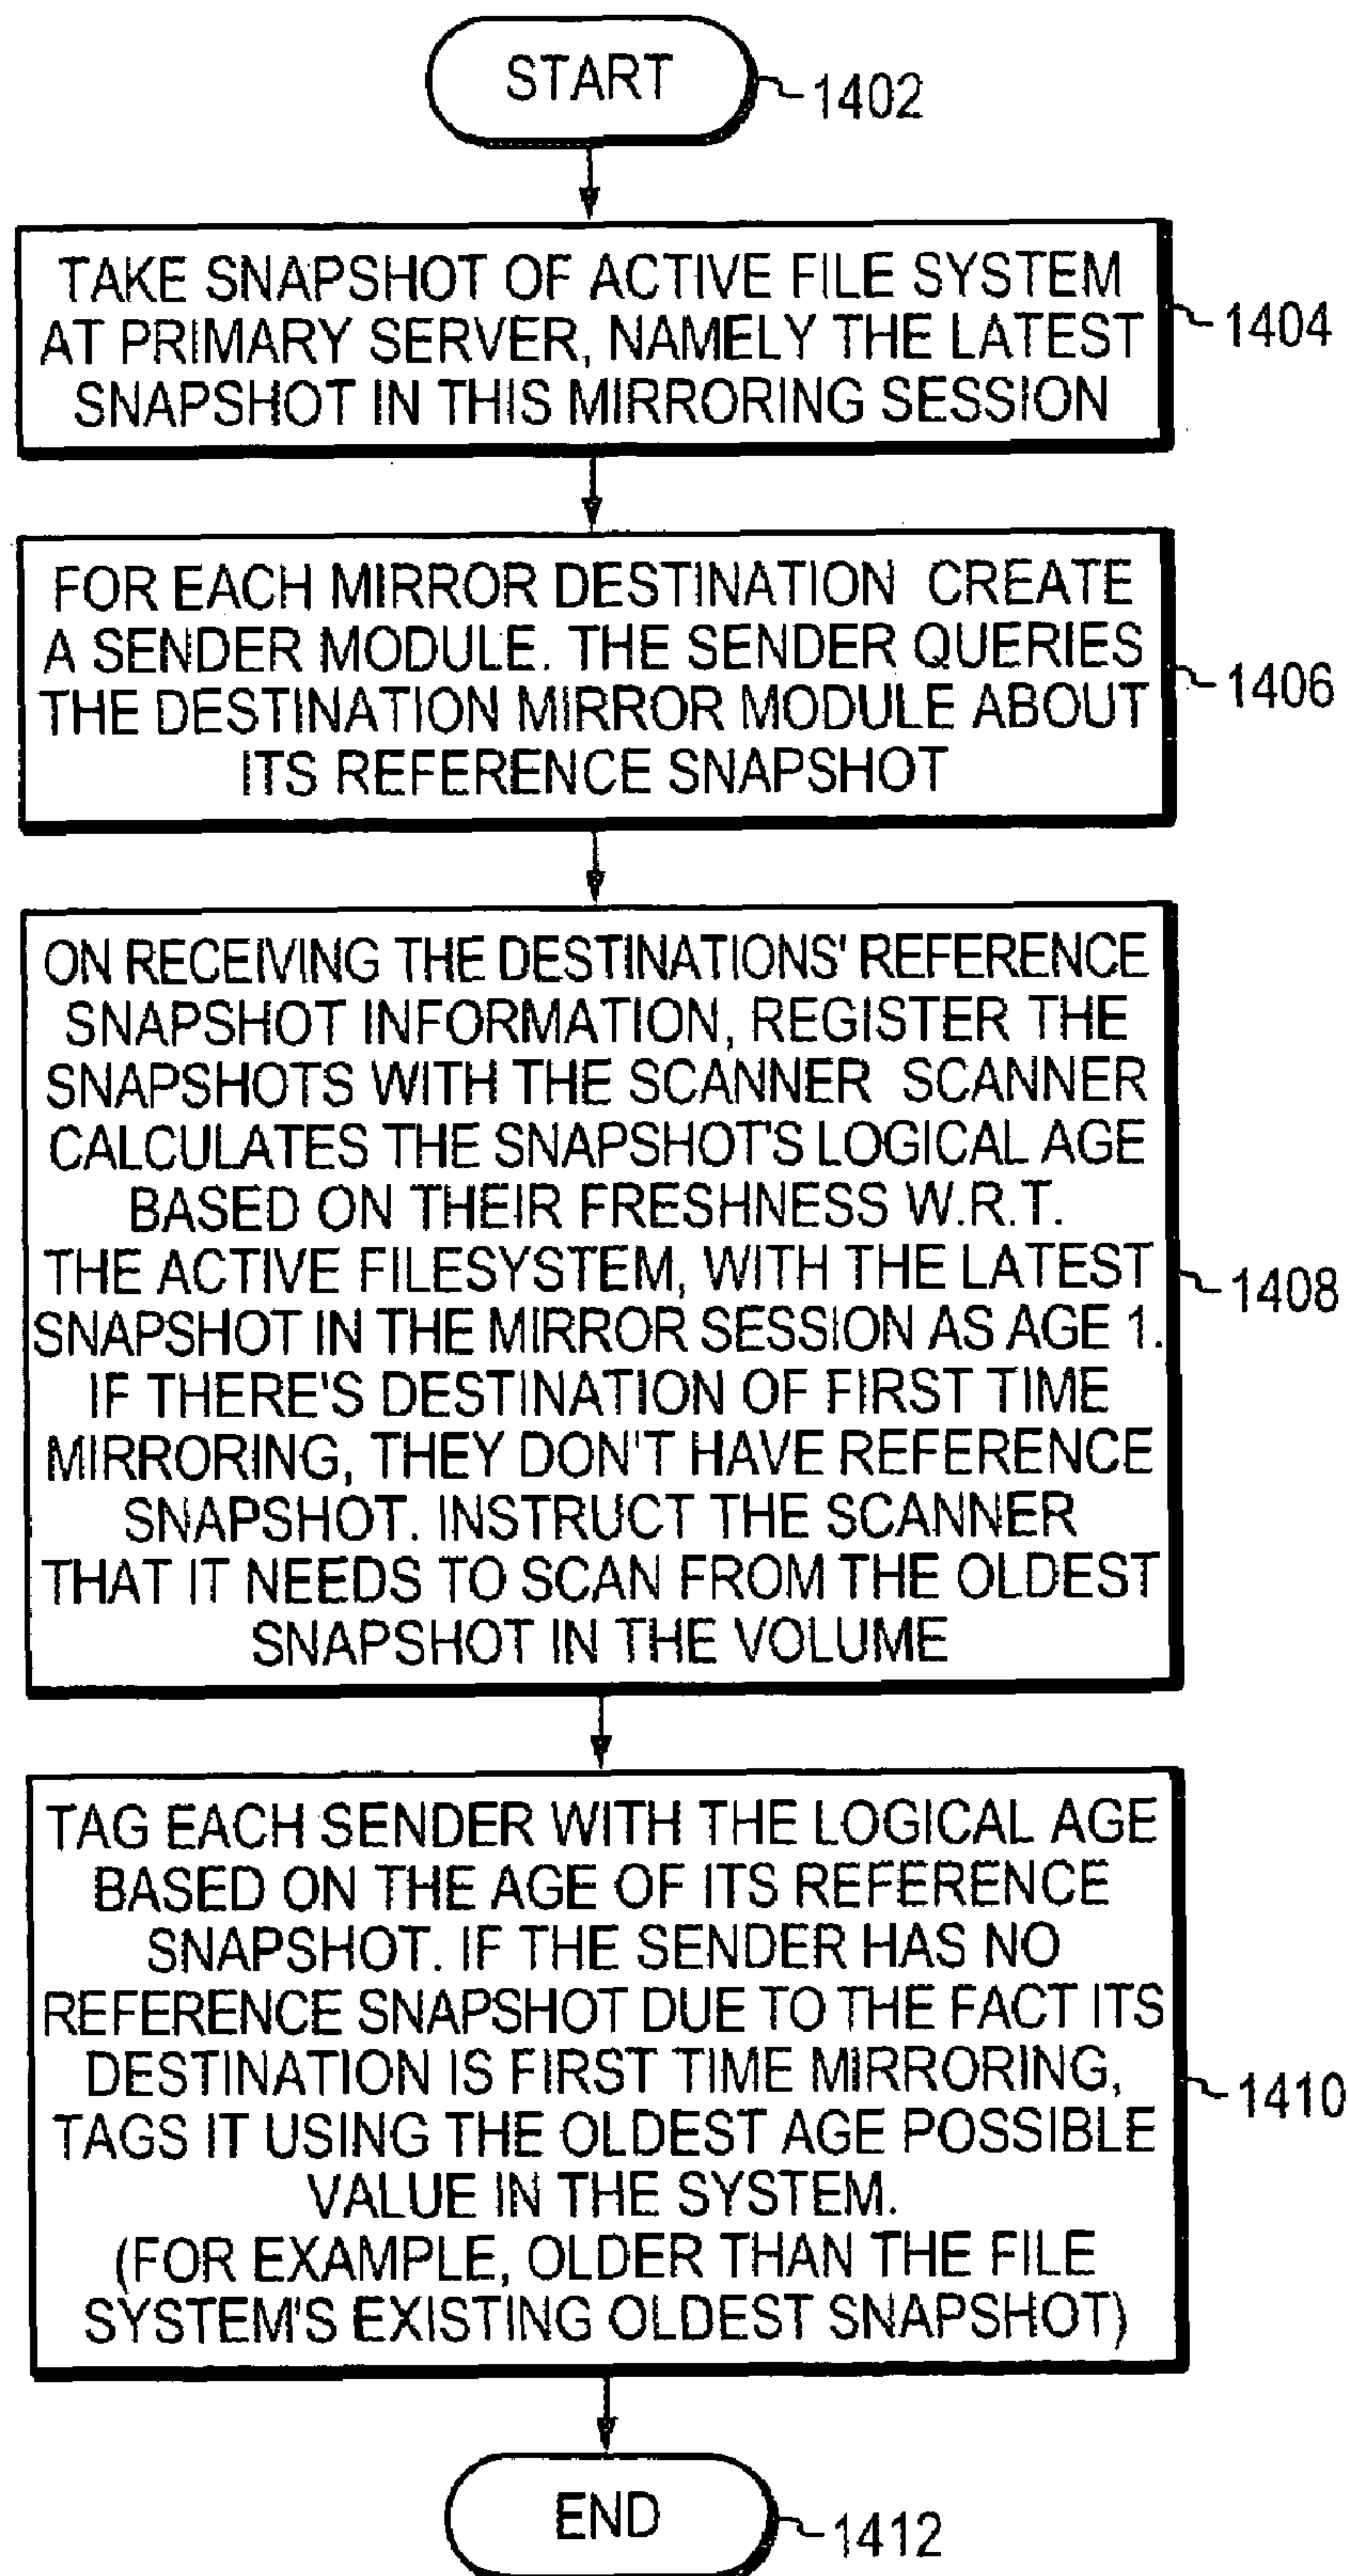 START
1402
TAKE SNAPSHOT OF ACTIVE FILE SYSTEM
AT PRIMARY SERVER, NAMELY THE LATEST
SNAPSHOT IN THIS MIRRORING SESSION
1404
FOR EACH MIRROR DESTINATION CREATE
A SENDER MODULE. THE SENDER QUERIES
THE DESTINATION MIRROR MODULE ABOUT
ITS REFERENCE SNAPSHOT
1406
ON RECEIVING THE DESTINATIONS' REFERENCE
SNAPSHOT INFORMATION, REGISTER THE
SNAPSHOTS WITH THE SCANNER SCANNER
CALCULATES THE SNAPSHOT'S LOGICAL AGE
BASED ON THEIR FRESHNESS W.R.T.
THE ACTIVE FILESYSTEM, WITH THE LATEST
SNAPSHOT IN THE MIRROR SESSION AS AGE 1.
IF THERE'S DESTINATION OF FIRST TIME
MIRRORING, THEY DON'T HAVE REFERENCE
SNAPSHOT. INSTRUCT THE SCANNER
THAT IT NEEDS TO SCAN FROM THE OLDEST
SNAPSHOT IN THE VOLUME
1408
TAG EACH SENDER WITH THE LOGICAL AGE
BASED ON THE AGE OF ITS REFERENCE
SNAPSHOT. IF THE SENDER HAS NO
REFERENCE SNAPSHOT DUE TO THE FACT ITS
DESTINATION IS FIRST TIME MIRRORING,
TAGS IT USING THE OLDEST AGE POSSIBLE
VALUE IN THE SYSTEM.
(FOR EXAMPLE, OLDER THAN THE FILE
SYSTEM'S EXISTING OLDEST SNAPSHOT)
1410
END
1412